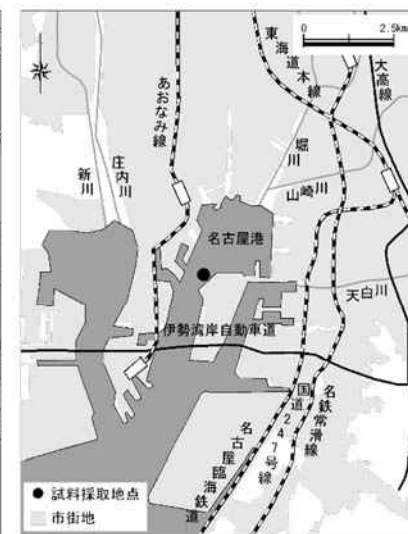 0 2.5km
東海道本線
大高線
あおなみ線
堀川
山崎川
庄内川
新川
名古屋港
天白川
伊勢湾岸自動車道
国道247号線
名鉄常滑線
名古屋臨海鉄道
試料採取地点
市街地